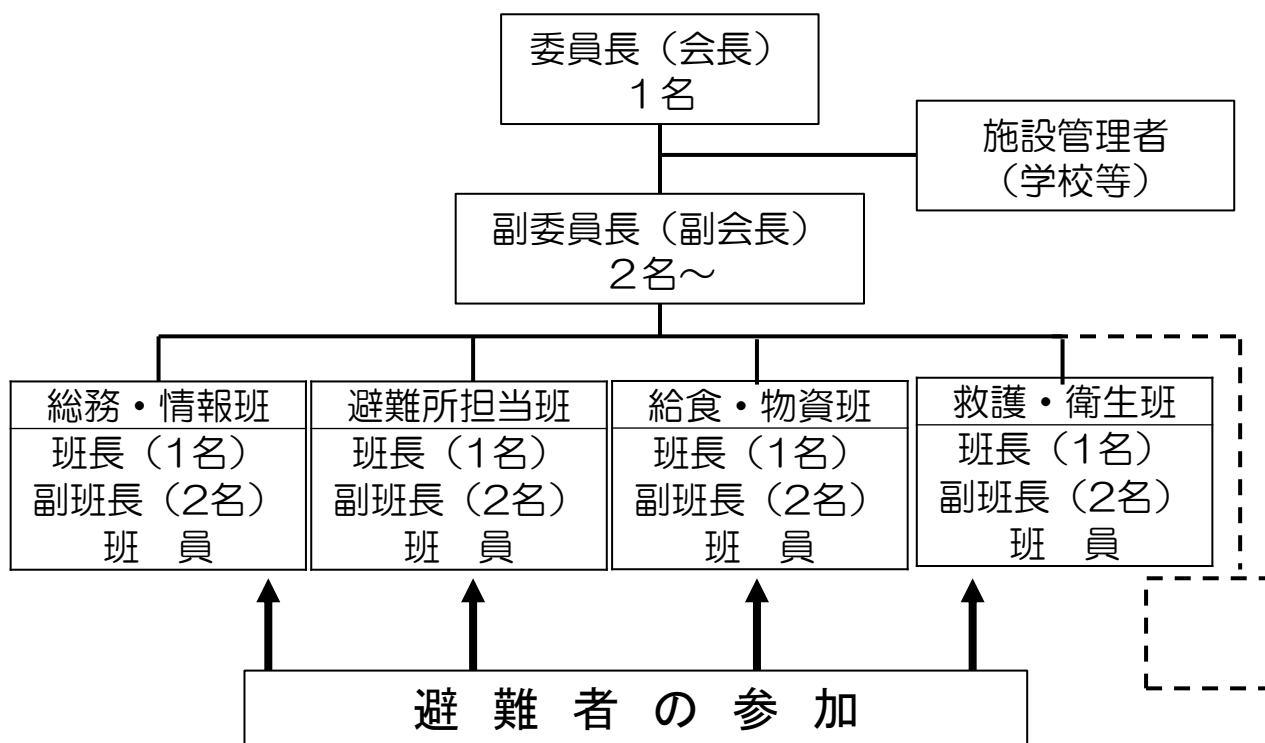 委員長（会長）
１名
施設管理者
（学校等）
副委員長（副会長）
２名～
総務・情報班
班長（1名）
副班長（2名）
班　員
避難所担当班
班長（1名）
副班長（2名）
班　員
給食・物資班
班長（1名）
副班長（2名）
班　員
救護・衛生班
班長（1名）
副班長（2名）
班　員
避 難 者 の 参 加